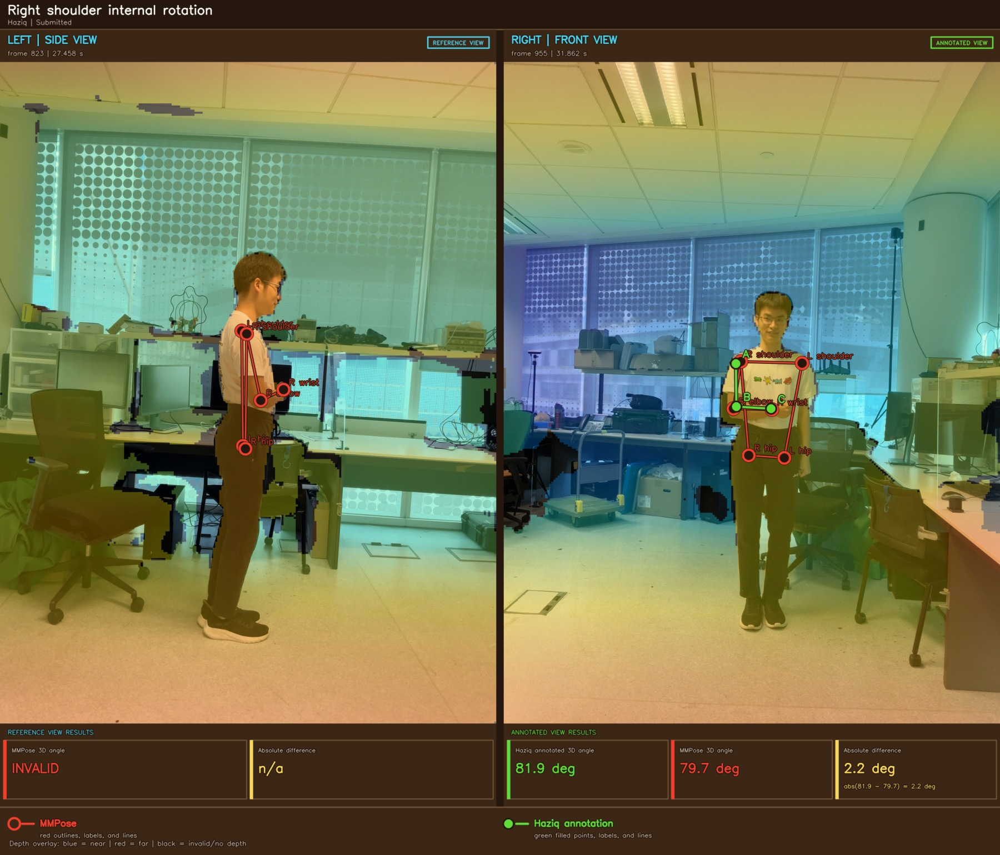 Right shoulder internal rotation
Haziq | Submitted
LEFT | SIDE VIEW
frame 823 | 27.458 s
REFERENCE VIEW
RIGHT | FRONT VIEW
frame 955 | 31.862 s
ANNOTATED VIEW
L shoulder
R shoulder
R wrist
R elbow
L hip
R hip
A
R shoulder
L shoulder
B
C
R elbow
R wrist
R hip
L hip
REFERENCE VIEW RESULTS
MMPose 3D angle
INVALID
Absolute difference
n/a
ANNOTATED VIEW RESULTS
Haziq annotated 3D angle
81.9 deg
MMPose 3D angle
79.7 deg
Absolute difference
2.2 deg
abs(81.9 - 79.7) = 2.2 deg
MMPose
red outlines, labels, and lines
Depth overlay: blue = near | red = far | black = invalid/no depth
Haziq annotation
green filled points, labels, and lines